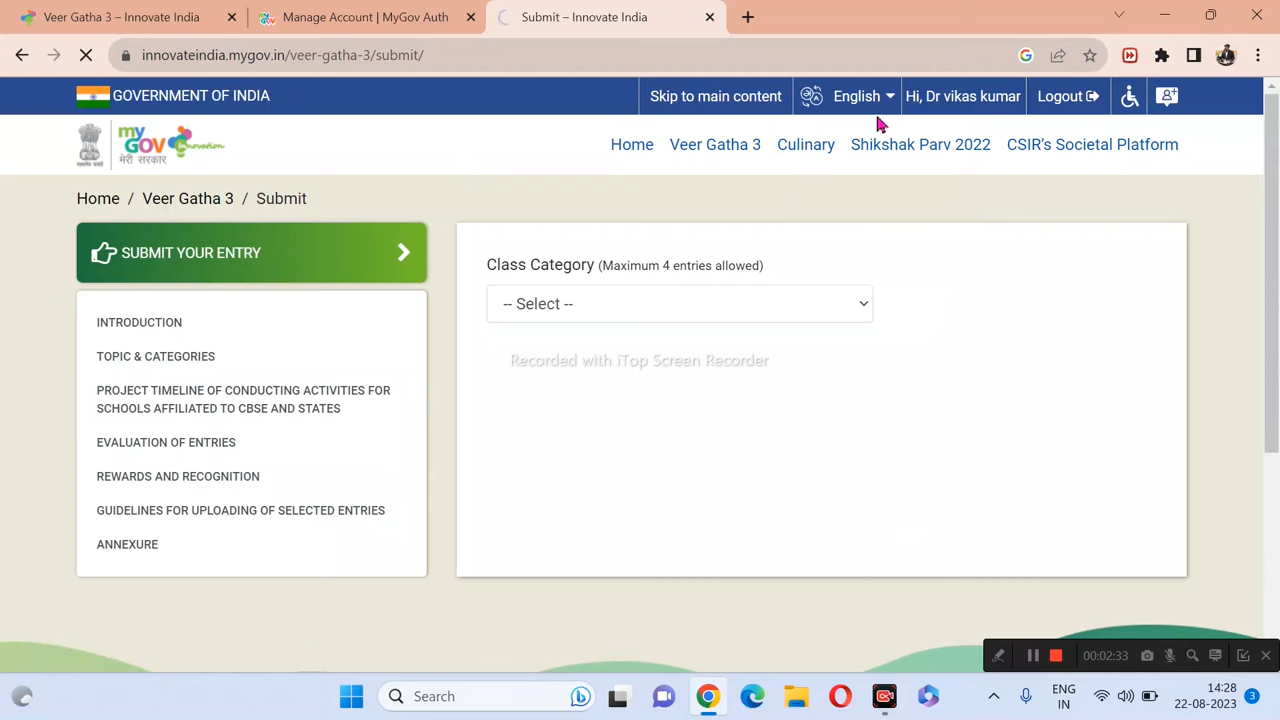 Veer Gatha 3 – Innovate India
Manage Account | MyGov Auth
Submit – Innovate India
innovateindia.mygov.in/veer-gatha-3/submit/
GOVERNMENT OF INDIA
Skip to main content
English
Hi, Dr vikas kumar
Logout
my
GOV
innovation
मेरी सरकार
Home
Veer Gatha 3
Culinary
Shikshak Parv 2022
CSIR's Societal Platform
Home / Veer Gatha 3 / Submit
SUBMIT YOUR ENTRY
INTRODUCTION
TOPIC & CATEGORIES
PROJECT TIMELINE OF CONDUCTING ACTIVITIES FOR
SCHOOLS AFFILIATED TO CBSE AND STATES
EVALUATION OF ENTRIES
REWARDS AND RECOGNITION
GUIDELINES FOR UPLOADING OF SELECTED ENTRIES
ANNEXURE
Class Category (Maximum 4 entries allowed)
-- Select --
Recorded with iTop Screen Recorder
00:02:33
Search
ENG
IN
14:28
22-08-2023
3